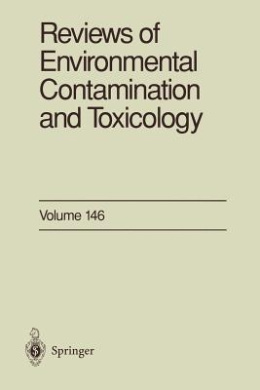 Reviews of
Environmental
Contamination
and Toxicology
Volume 146
Springer